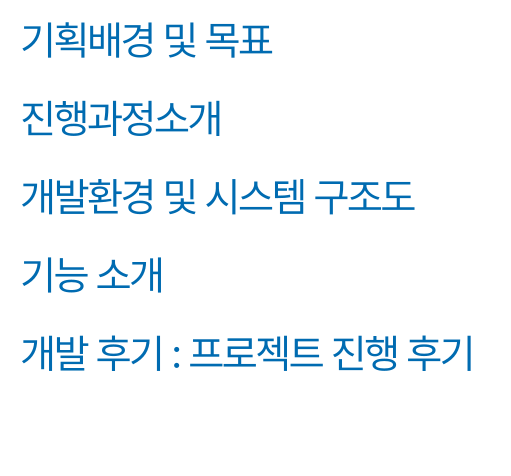 기획배경 및 목표
진행과정소개
개발환경 및 시스템 구조도
기능 소개
개발 후기 : 프로젝트 진행 후기